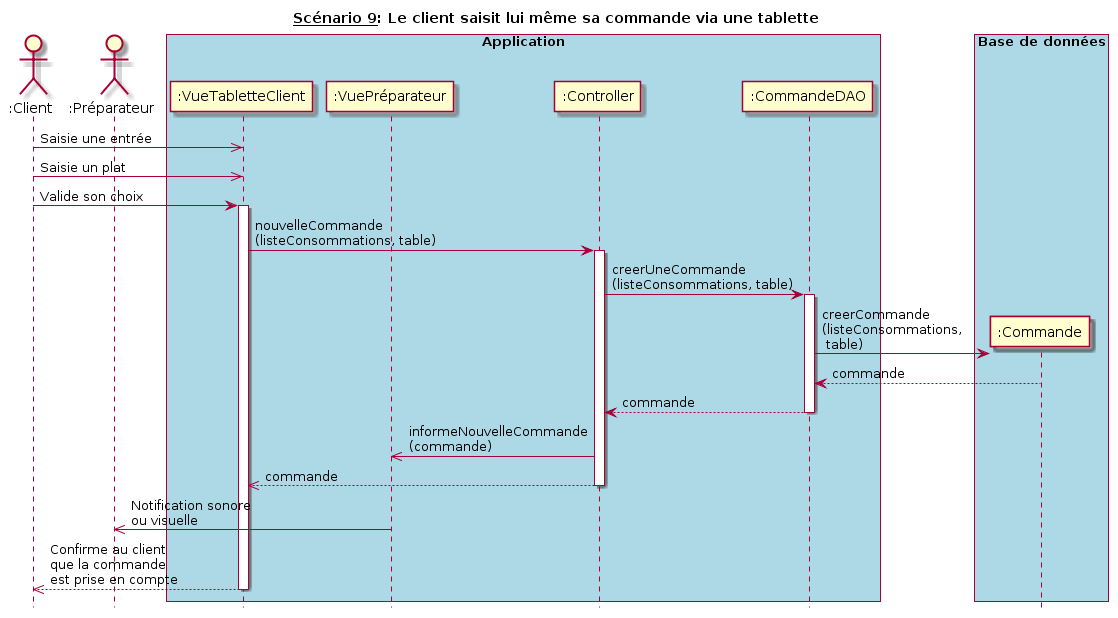 Scénario 9: Le client saisit lui même sa commande via une tablette
Application
Base de données
:Client
:Préparateur
:VueTabletteClient
:VuePréparateur
:Controller
:CommandeDAO
Saisie une entrée
Saisie un plat
Valide son choix
nouvelleCommande
(listeConsommations, table)
creerUneCommande
(listeConsommations, table)
creerCommande
(listeConsommations,
table)
:Commande
commande
commande
informeNouvelleCommande
(commande)
commande
Notification sonore
ou visuelle
Confirme au client
que la commande
est prise en compte